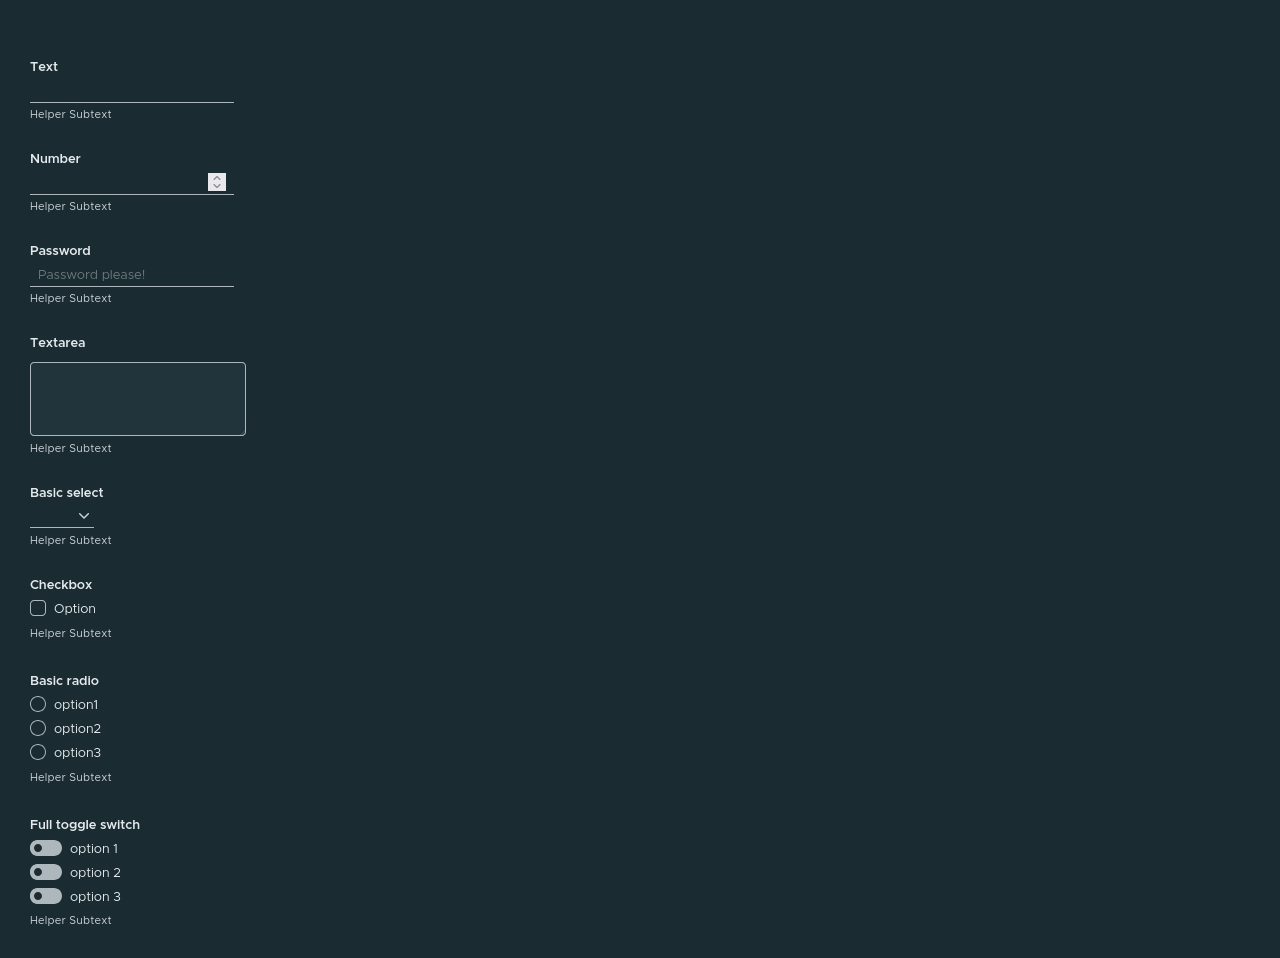 Text
Helper Subtext
Number
Helper Subtext
Password
Password please!
Helper Subtext
Textarea
Helper Subtext
Basic select
Helper Subtext
Checkbox
Option
Helper Subtext
Basic radio
option1
option2
option3
Helper Subtext
Full toggle switch
option 1
option 2
option 3
Helper Subtext